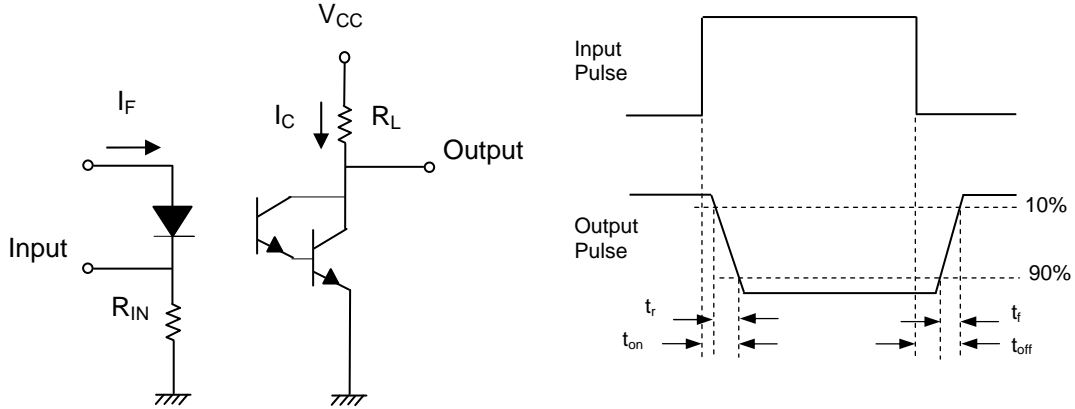 V_CC
I_F
I_C
R_L
Output
Input
R_IN
Input
Pulse
Output
Pulse
10%
90%
t_r
t_f
t_on
t_off